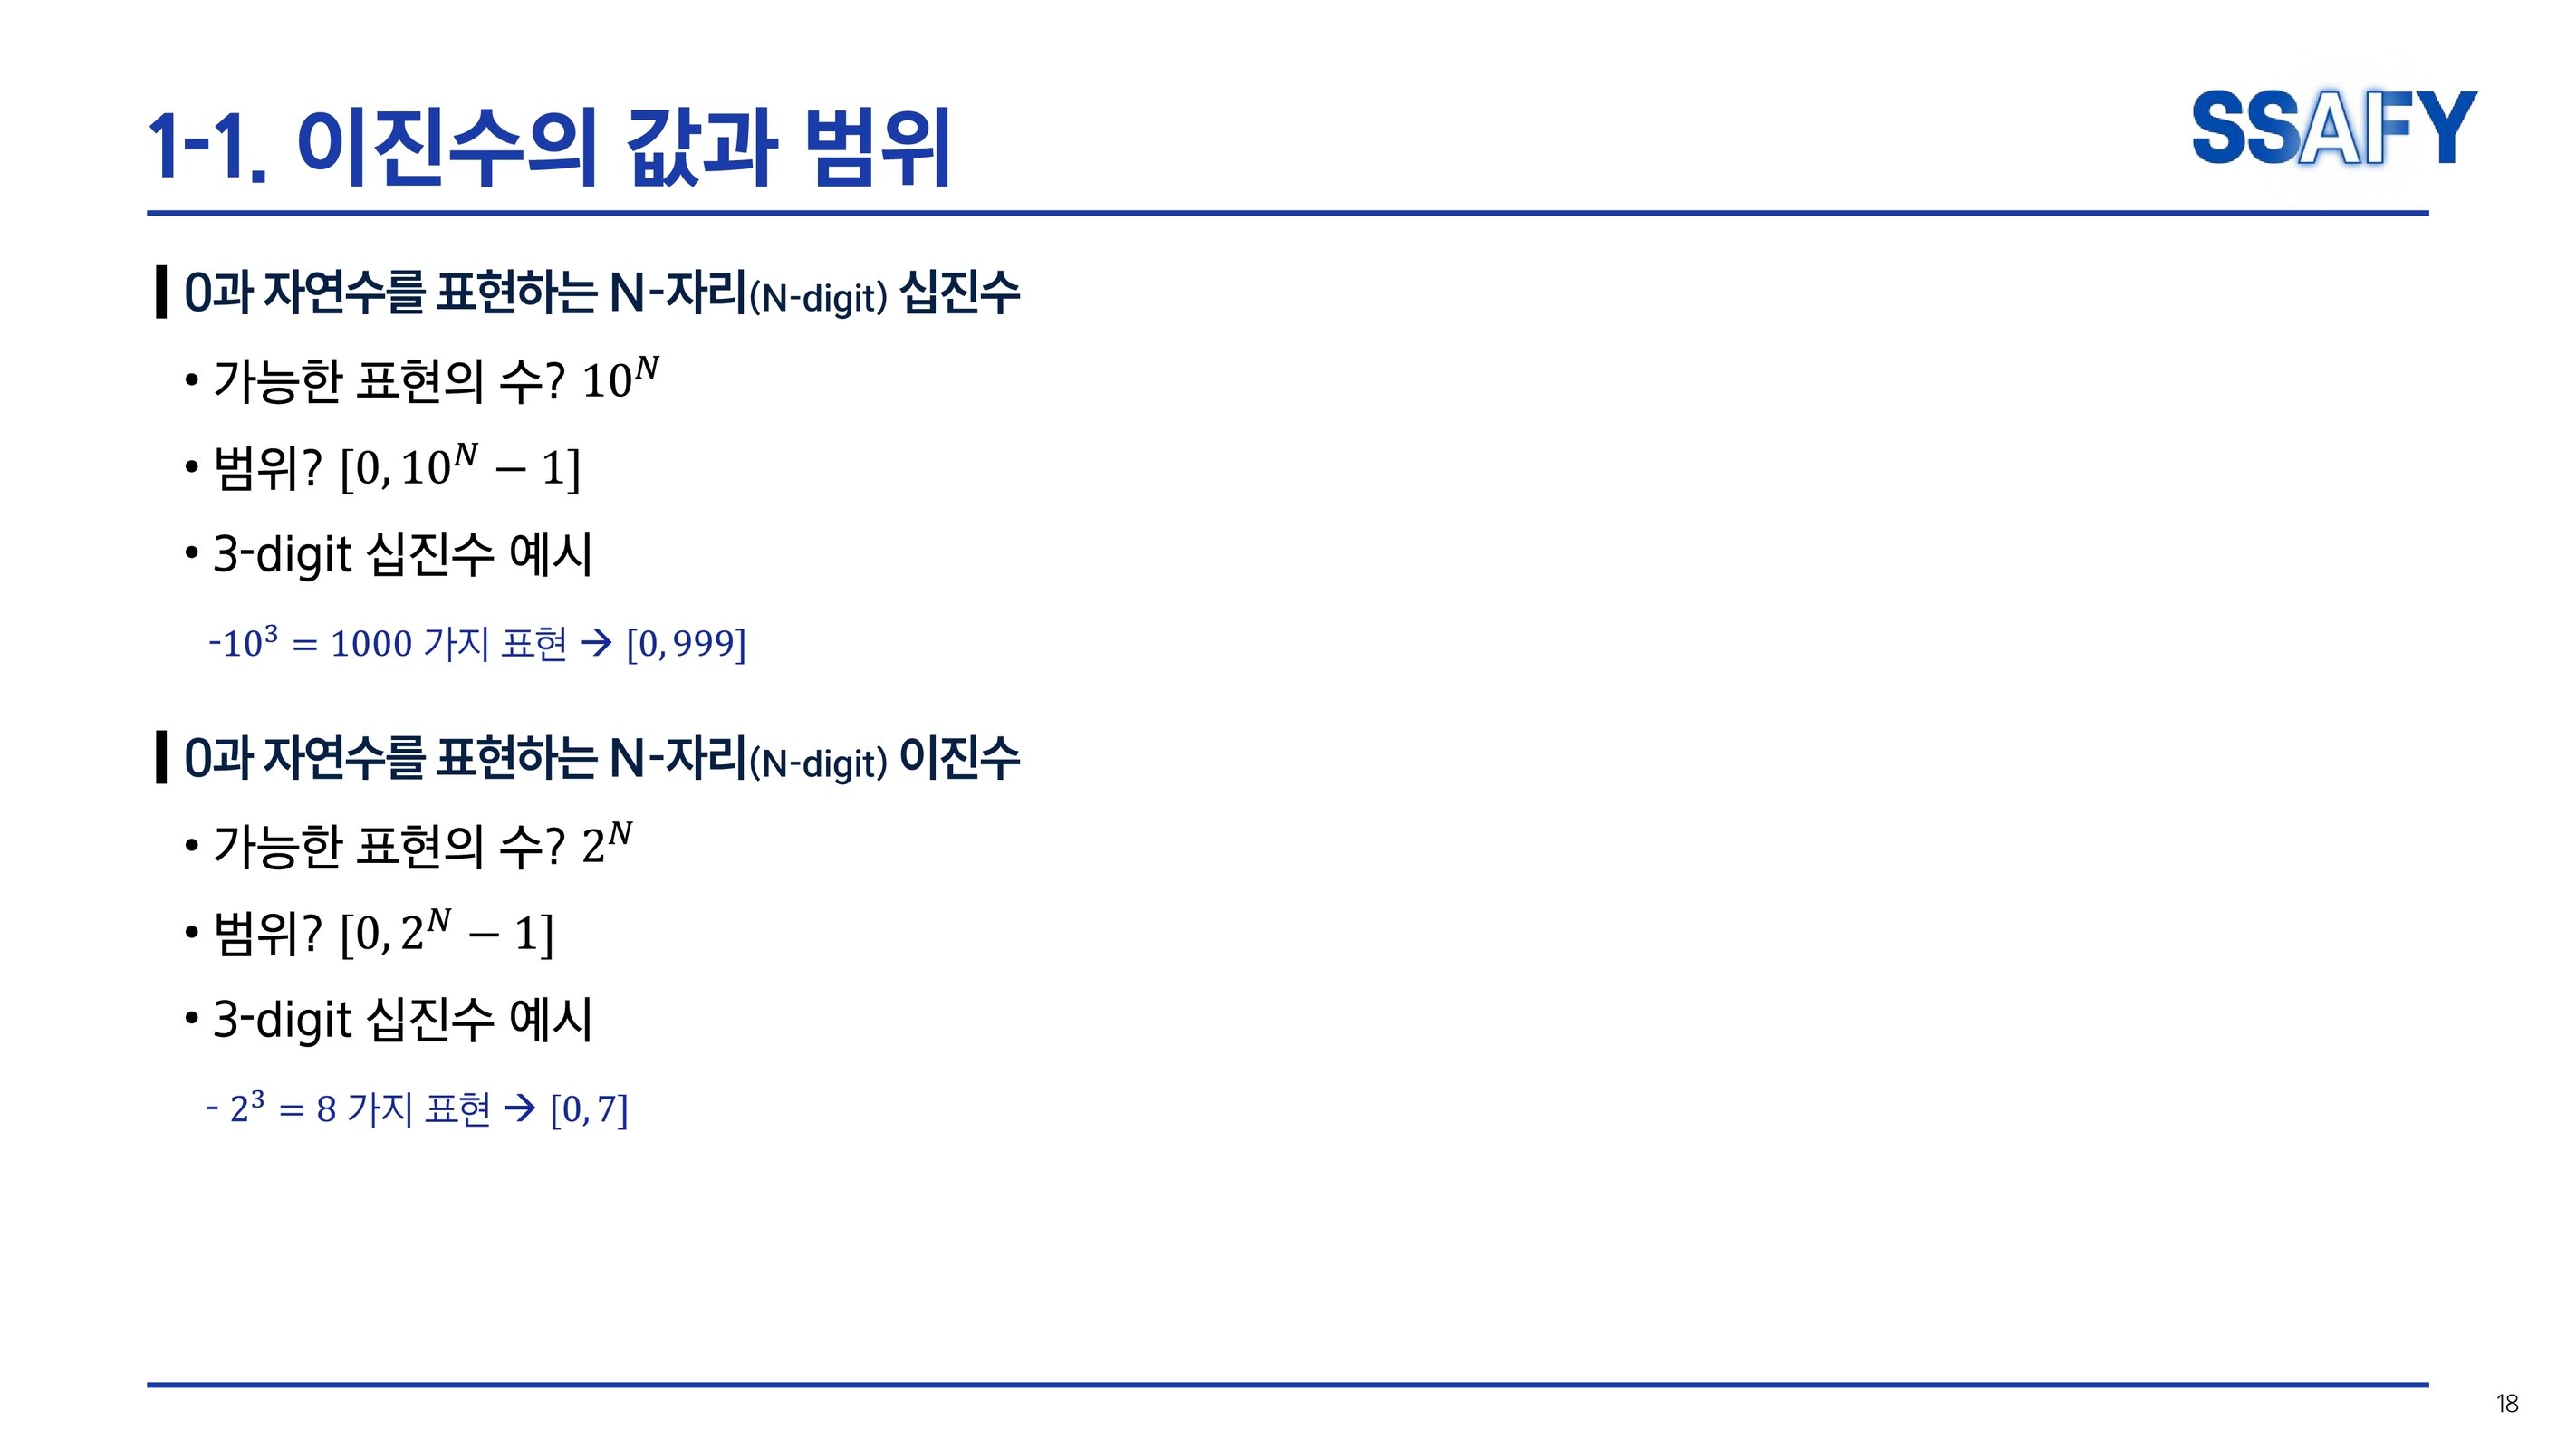 1-1. 이진수의 값과 범위
SSAFY
0과 자연수를 표현하는 N-자리(N-digit) 십진수
• 가능한 표현의 수? 10^N
• 범위? [0, 10^N − 1]
• 3-digit 십진수 예시
-10³ = 1000 가지 표현 → [0, 999]
0과 자연수를 표현하는 N-자리(N-digit) 이진수
• 가능한 표현의 수? 2^N
• 범위? [0, 2^N − 1]
• 3-digit 십진수 예시
- 2³ = 8 가지 표현 → [0, 7]
18